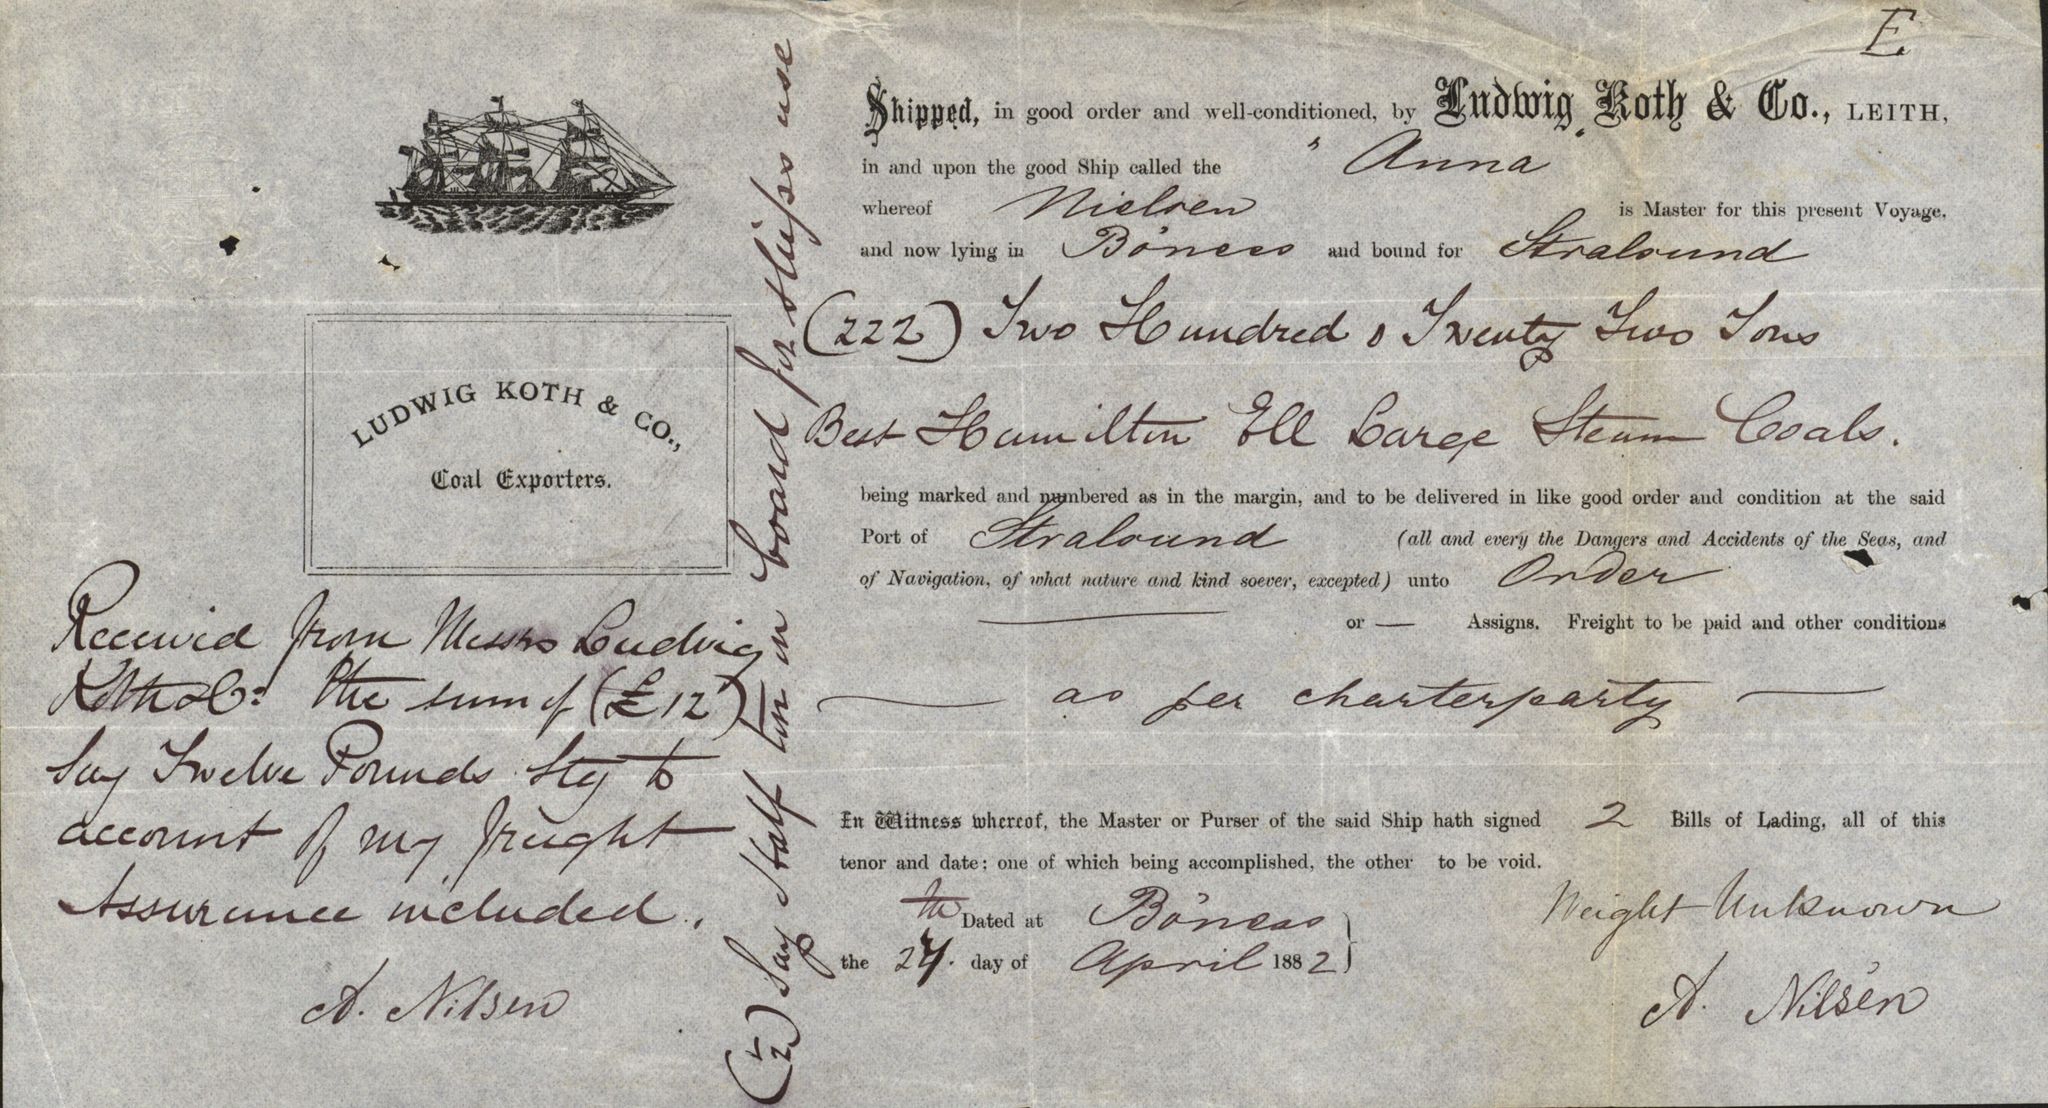 E.
Shipped, in good order and well-conditioned, by Ludwig Koth & Co., LEITH,
in and upon the good Ship called the " Anna "
whereof Nielsen is Master for this present Voyage,
and now lying in Bo'ness and bound for Stralsund
(222) Two Hundred & Twenty Two Tons
Best Hamilton Ell Large Steam Coals.
being marked and numbered as in the margin, and to be delivered in like good order and condition at the said
Port of Stralsund (all and every the Dangers and Accidents of the Seas, and
of Navigation, of what nature and kind soever, excepted) unto Order
or — Assigns. Freight to be paid and other conditions
— as per charterparty —
In Witness whereof, the Master or Purser of the said Ship hath signed 2 Bills of Lading, all of this
tenor and date; one of which being accomplished, the other to be void.
Weight Unknown
Dated at Bo'ness
the 24th day of April 1882
A. Nilsen
LUDWIG KOTH & CO.,
Coal Exporters.
Received from Messrs Ludwig
Koth & Co: the sum of (£12)
Say Twelve Pounds Stg to
account of my freight
Assurance included.
A. Nilsen
(½) Say Half tun in board for ships use